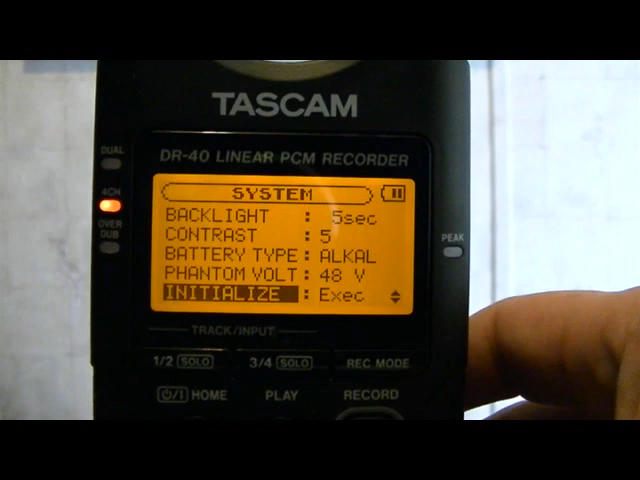 TASCAM
DR-40 LINEAR PCM RECORDER
DUAL
4CH
OVER
DUB
PEAK
SYSTEM
BACKLIGHT : 5sec
CONTRAST : 5
BATTERY TYPE : ALKAL
PHANTOM VOLT : 48 V
INITIALIZE : Exec
TRACK/INPUT
1/2 SOLO 3/4 SOLO REC MODE
⏻/I HOME PLAY RECORD